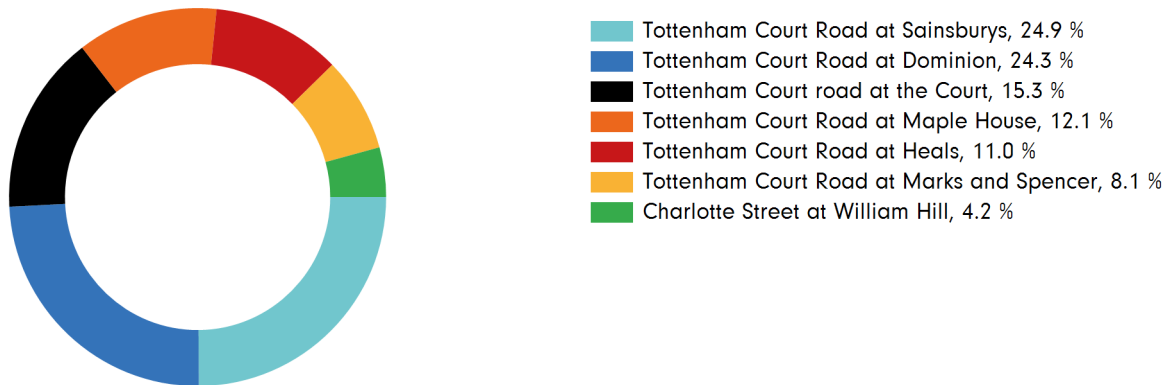 Tottenham Court Road at Sainsburys, 24.9 %
Tottenham Court Road at Dominion, 24.3 %
Tottenham Court road at the Court, 15.3 %
Tottenham Court Road at Maple House, 12.1 %
Tottenham Court Road at Heals, 11.0 %
Tottenham Court Road at Marks and Spencer, 8.1 %
Charlotte Street at William Hill, 4.2 %